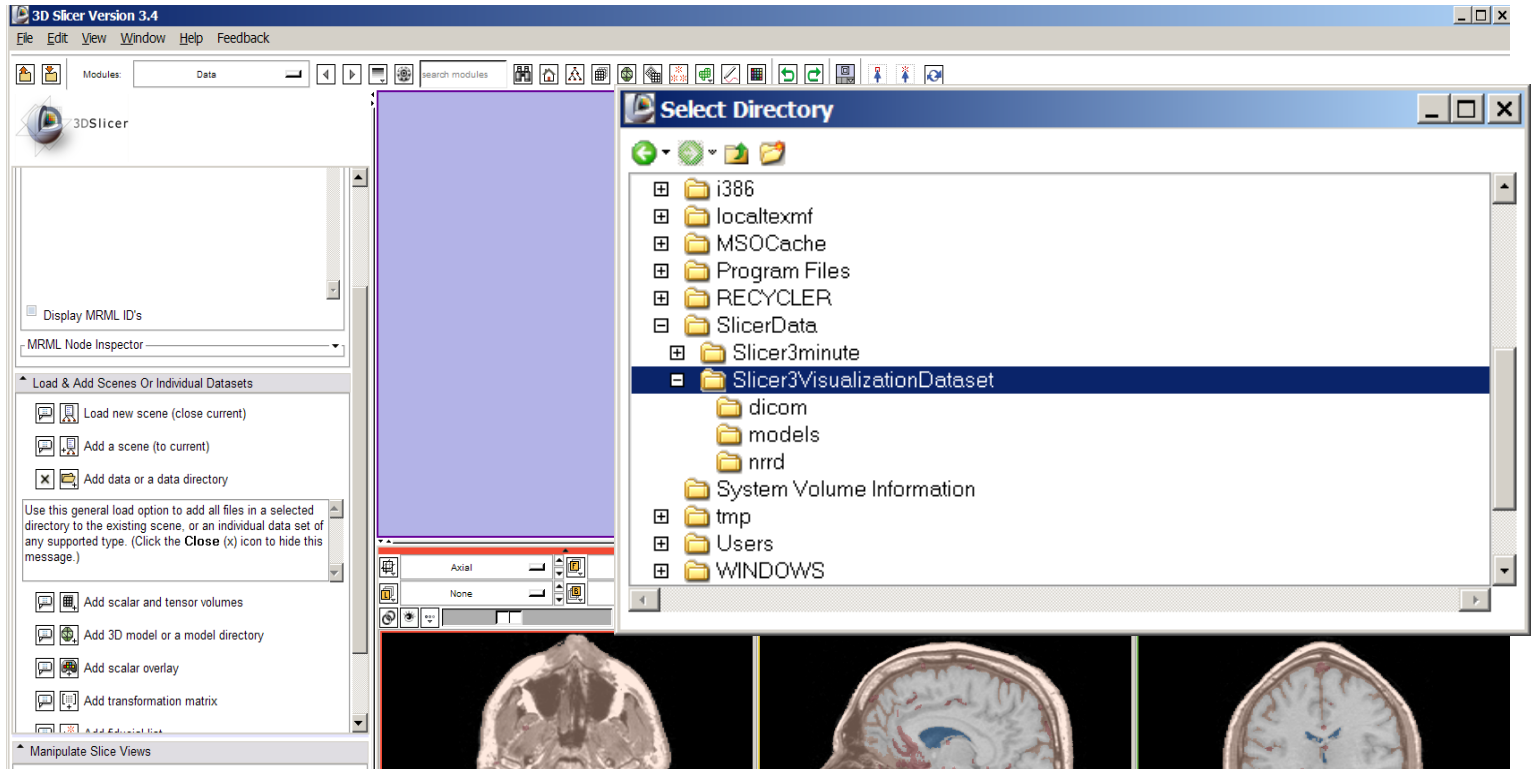 3D Slicer Version 3.4
File Edit View Window Help Feedback
Modules: Data search modules
3DSlicer
Display MRML ID's
MRML Node Inspector
Load & Add Scenes Or Individual Datasets
Load new scene (close current)
Add a scene (to current)
Add data or a data directory
Use this general load option to add all files in a selected
directory to the existing scene, or an individual data set of
any supported type. (Click the Close (x) icon to hide this
message.)
Add scalar and tensor volumes
Add 3D model or a model directory
Add scalar overlay
Add transformation matrix
Add fiducial list
Manipulate Slice Views
Axial
None
Select Directory
i386
localtexmf
MSOCache
Program Files
RECYCLER
SlicerData
Slicer3minute
Slicer3VisualizationDataset
dicom
models
nrrd
System Volume Information
tmp
Users
WINDOWS